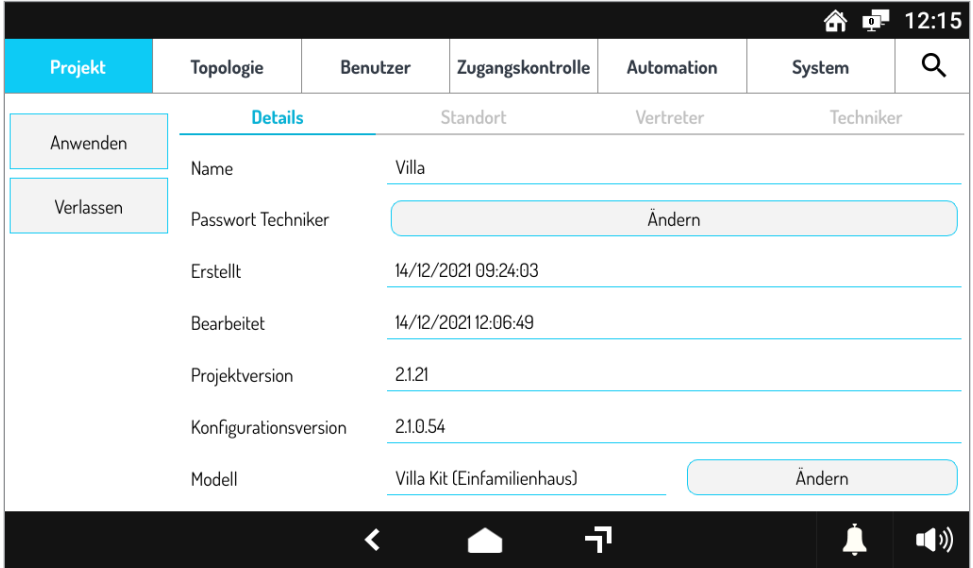 0 12:15
Projekt Topologie Benutzer Zugangskontrolle Automation System
Details Standort Vertreter Techniker
Anwenden
Verlassen
Name Villa
Passwort Techniker Ändern
Erstellt 14/12/2021 09:24:03
Bearbeitet 14/12/2021 12:06:49
Projektversion 2.1.21
Konfigurationsversion 2.1.0.54
Modell Villa Kit (Einfamilienhaus) Ändern